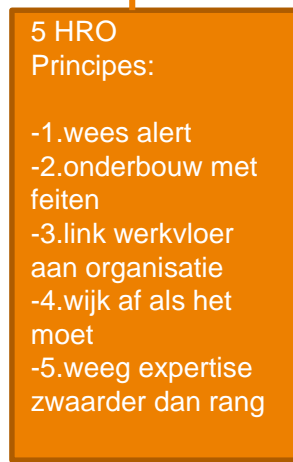 5 HRO
Principes:
-1.wees alert
-2.onderbouw met
feiten
-3.link werkvloer
aan organisatie
-4.wijk af als het
moet
-5.weeg expertise
zwaarder dan rang